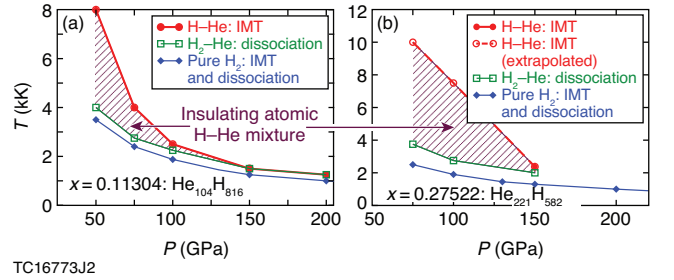 (a)
H–He: IMT
H₂–He: dissociation
Pure H₂: IMT
and dissociation
8
6
4
2
0
T (kK)
Insulating atomic
H–He mixture
x = 0.11304: He₁₀₄H₈₁₆
50
100
150
200
P (GPa)
(b)
H–He: IMT
H–He: IMT
(extrapolated)
H₂–He: dissociation
Pure H₂: IMT
and dissociation
12
10
8
6
4
2
0
x = 0.27522: He₂₂₁H₅₈₂
50
100
150
200
P (GPa)
TC16773J2